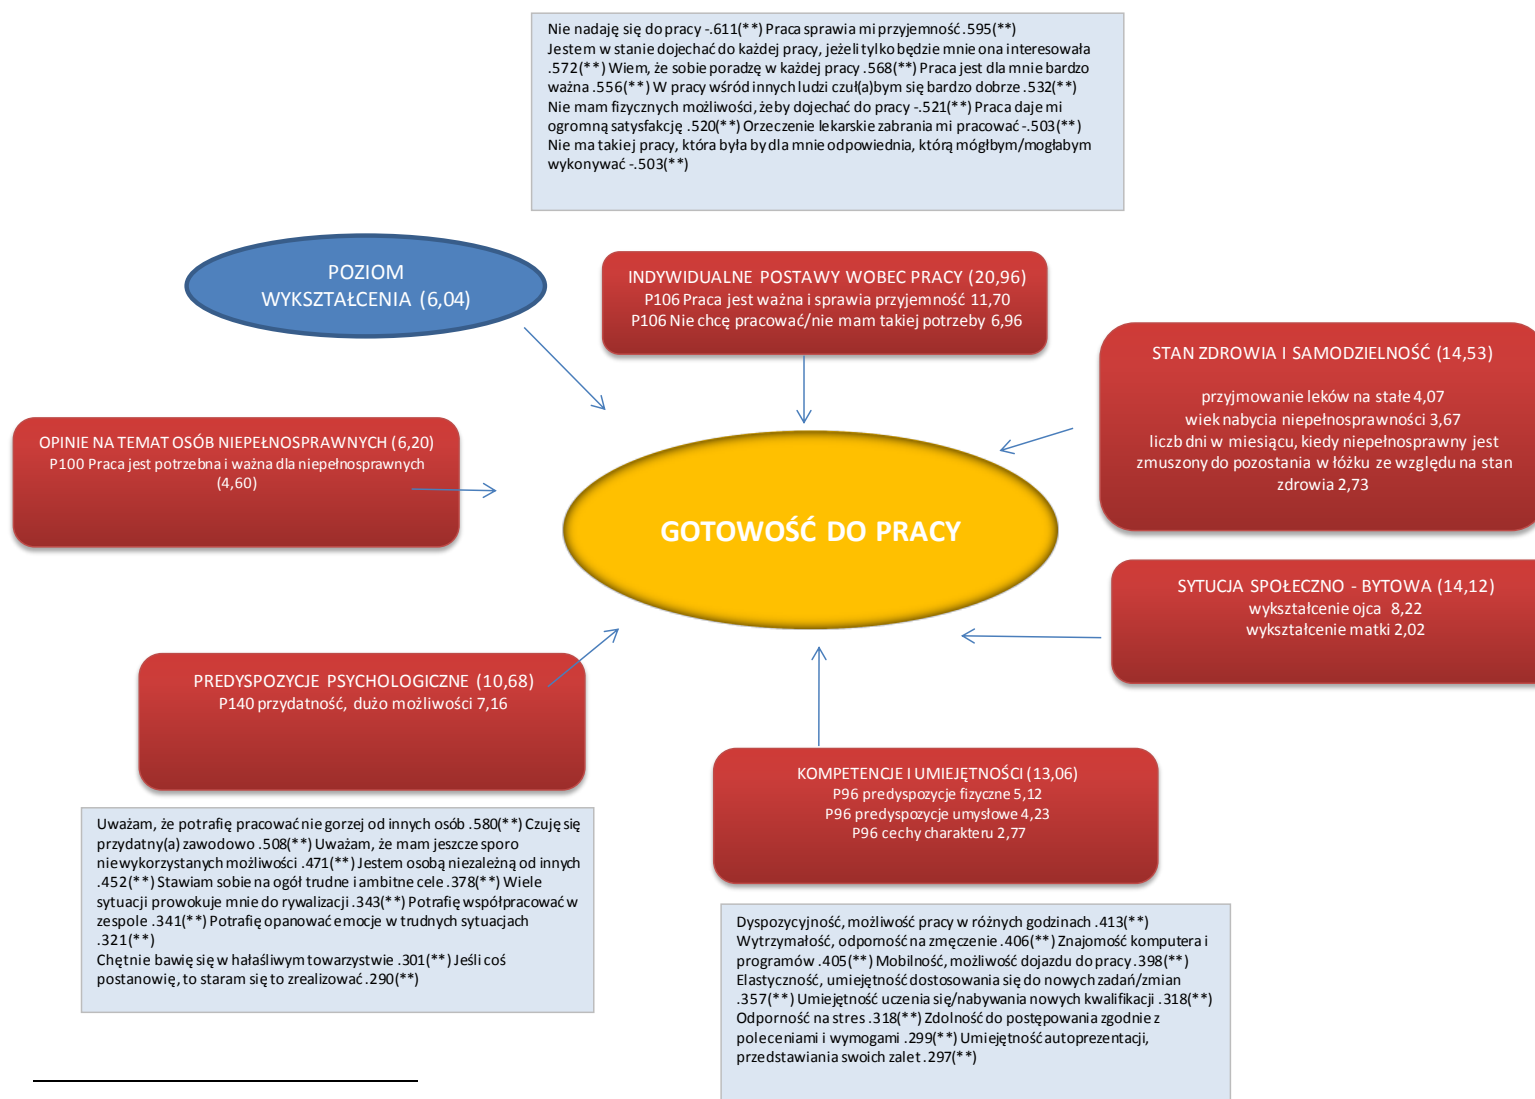 Nie nadaję się do pracy -.611(**) Praca sprawia mi przyjemność .595(**)
Jestem w stanie dojechać do każdej pracy, jeżeli tylko będzie mnie ona interesowała
.572(**) Wiem, że sobie poradzę w każdej pracy .568(**) Praca jest dla mnie bardzo
ważna .556(**) W pracy wśród innych ludzi czuł(a)bym się bardzo dobrze .532(**)
Nie mam fizycznych możliwości, żeby dojechać do pracy -.521(**) Praca daje mi
ogromną satysfakcję .520(**) Orzeczenie lekarskie zabrania mi pracować -.503(**)
Nie ma takiej pracy, która była by dla mnie odpowiednia, którą mógłbym/mogłabym
wykonywać -.503(**)
POZIOM
WYKSZTAŁCENIA (6,04)
INDYWIDUALNE POSTAWY WOBEC PRACY (20,96)
P106 Praca jest ważna i sprawia przyjemność 11,70
P106 Nie chcę pracować/nie mam takiej potrzeby 6,96
STAN ZDROWIA I SAMODZIELNOŚĆ (14,53)
przyjmowanie leków na stałe 4,07
wiek nabycia niepełnosprawności 3,67
liczb dni w miesiącu, kiedy niepełnosprawny jest
zmuszony do pozostania w łóżku ze względu na stan
zdrowia 2,73
OPINIE NA TEMAT OSÓB NIEPEŁNOSPRAWNYCH (6,20)
P100 Praca jest potrzebna i ważna dla niepełnosprawnych
(4,60)
GOTOWOŚĆ DO PRACY
SYTUCJA SPOŁECZNO - BYTOWA (14,12)
wykształcenie ojca 8,22
wykształcenie matki 2,02
PREDYSPOZYCJE PSYCHOLOGICZNE (10,68)
P140 przydatność, dużo możliwości 7,16
KOMPETENCJE I UMIEJĘTNOŚCI (13,06)
P96 predyspozycje fizyczne 5,12
P96 predyspozycje umysłowe 4,23
P96 cechy charakteru 2,77
Uważam, że potrafię pracować nie gorzej od innych osób .580(**) Czuję się
przydatny(a) zawodowo .508(**) Uważam, że mam jeszcze sporo
niewykorzystanych możliwości .471(**) Jestem osobą niezależną od innych
.452(**) Stawiam sobie na ogół trudne i ambitne cele .378(**) Wiele
sytuacji prowokuje mnie do rywalizacji .343(**) Potrafię współpracować w
zespole .341(**) Potrafię opanować emocje w trudnych sytuacjach
.321(**)
Chętnie bawię się w hałaśliwym towarzystwie .301(**) Jeśli coś
postanowię, to staram się to zrealizować .290(**)
Dyspozycyjność, możliwość pracy w różnych godzinach .413(**)
Wytrzymałość, odporność na zmęczenie .406(**) Znajomość komputera i
programów .405(**) Mobilność, możliwość dojazdu do pracy .398(**)
Elastyczność, umiejętność dostosowania się do nowych zadań/zmian
.357(**) Umiejętność uczenia się/nabywania nowych kwalifikacji .318(**)
Odporność na stres .318(**) Zdolność do postępowania zgodnie z
poleceniami i wymogami .299(**) Umiejętność autoprezentacji,
przedstawiania swoich zalet .297(**)